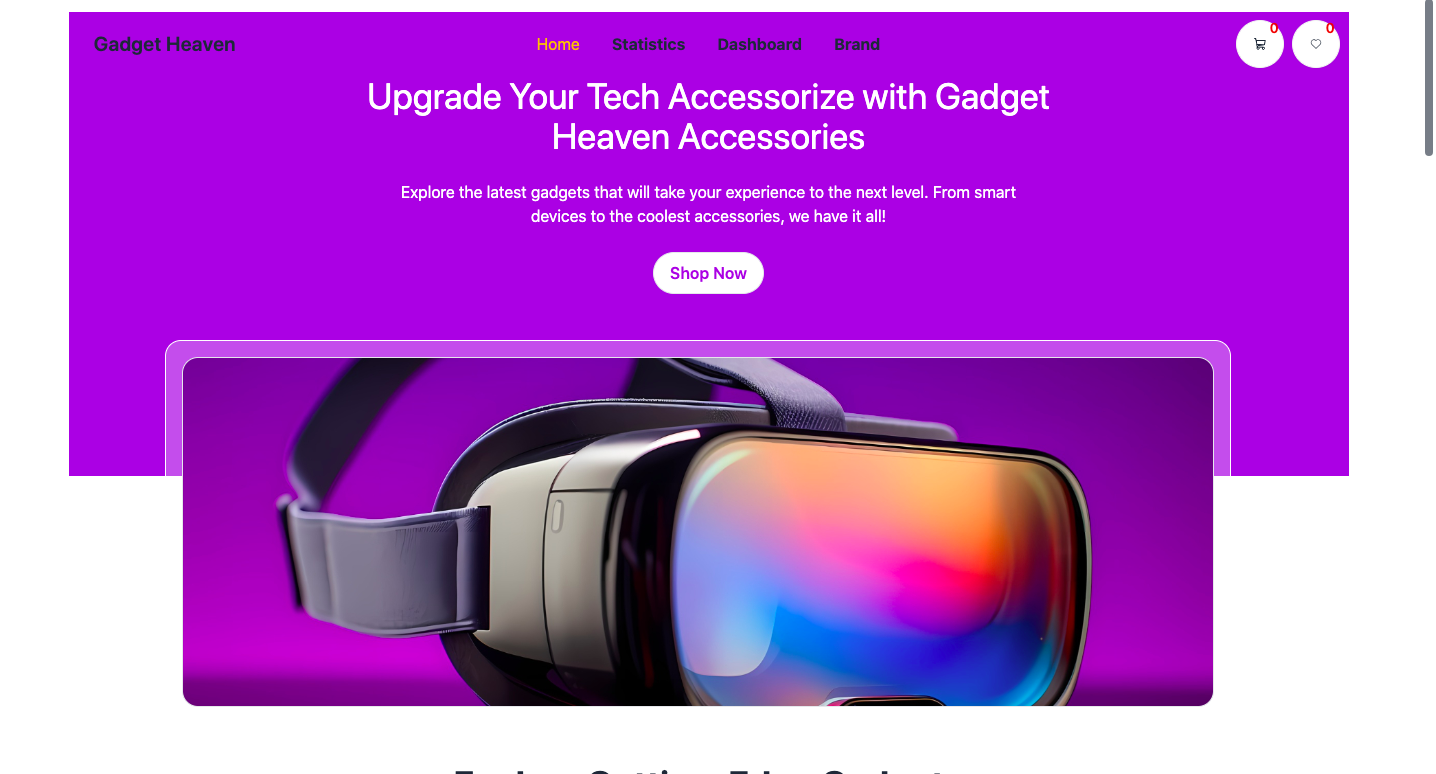 Gadget Heaven
Home
Statistics
Dashboard
Brand
0
0
Upgrade Your Tech Accessorize with Gadget
Heaven Accessories
Explore the latest gadgets that will take your experience to the next level. From smart
devices to the coolest accessories, we have it all!
Shop Now